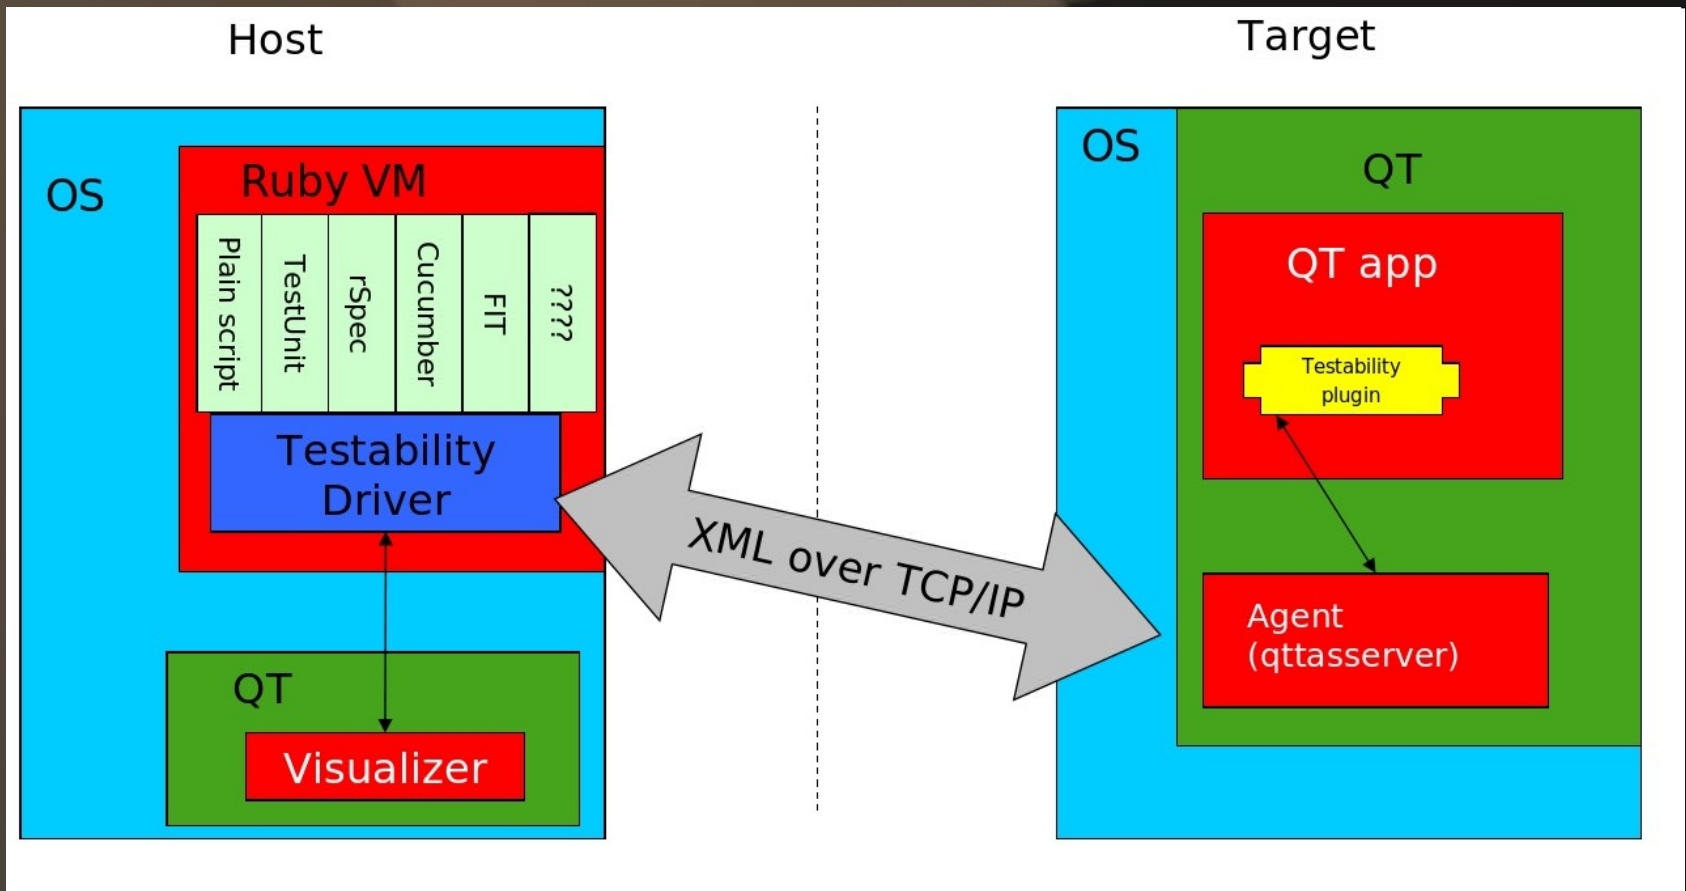 Host
Target
OS
Ruby VM
Plain script
TestUnit
rSpec
Cucumber
FIT
????
Testability
Driver
QT
Visualizer
XML over TCP/IP
OS
QT
QT app
Testability
plugin
Agent
(qttasserver)